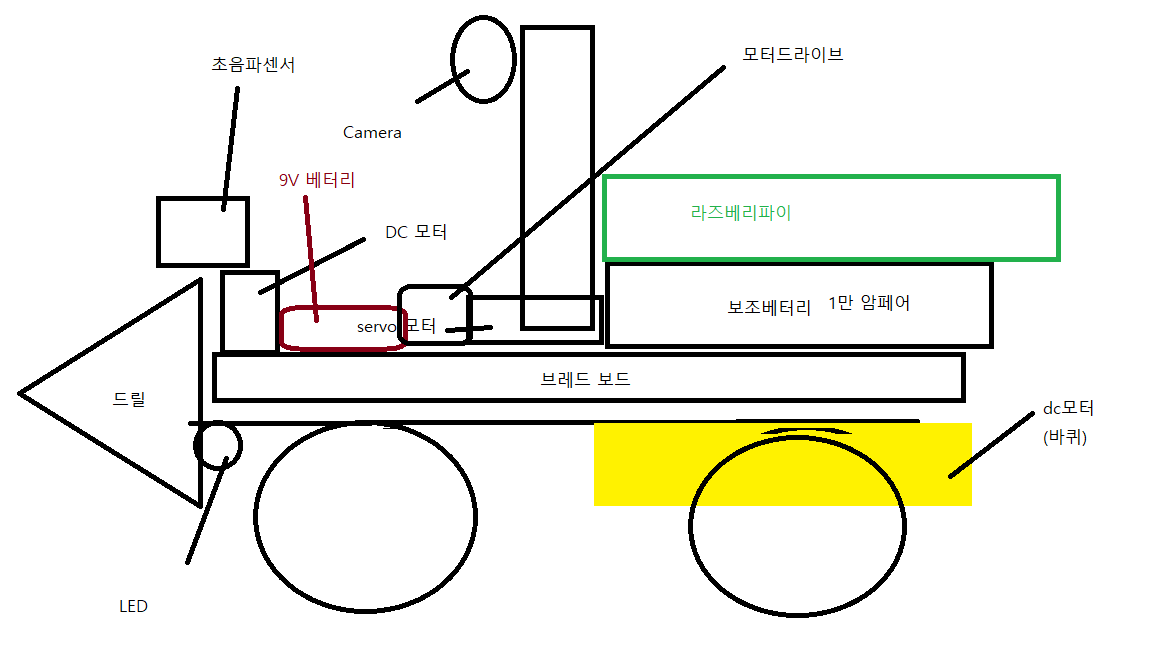 초음파센서
모터드라이브
Camera
9V 베터리
DC 모터
라즈베리파이
보조베터리 1만 암페어
servo 모터
브레드 보드
드릴
dc모터
(바퀴)
LED